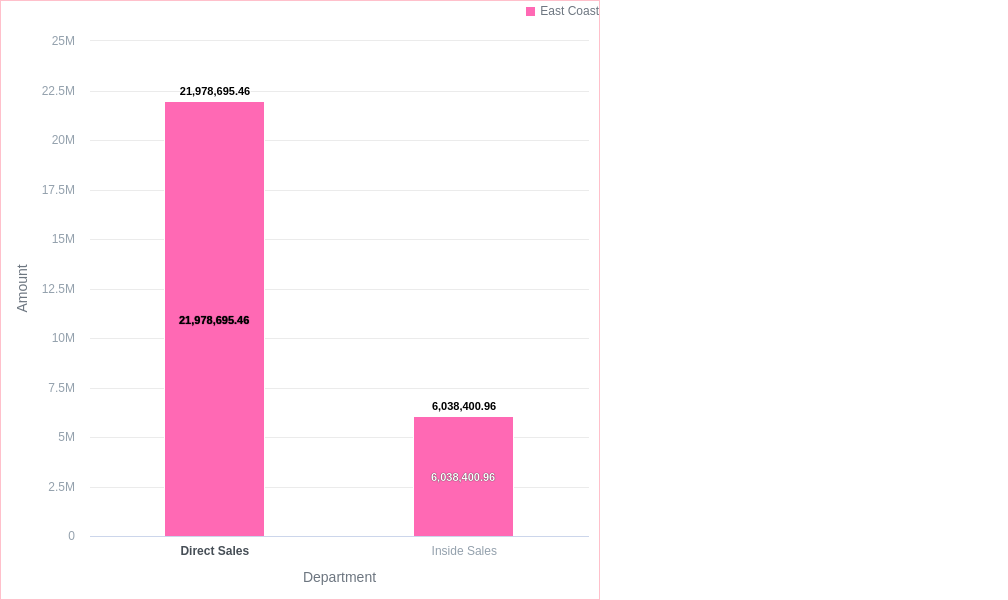 East Coast
25M
22.5M
21,978,695.46
20M
17.5M
15M
12.5M
Amount
21,978,695.46
10M
7.5M
6,038,400.96
5M
6,038,400.96
2.5M
0
Direct Sales
Inside Sales
Department